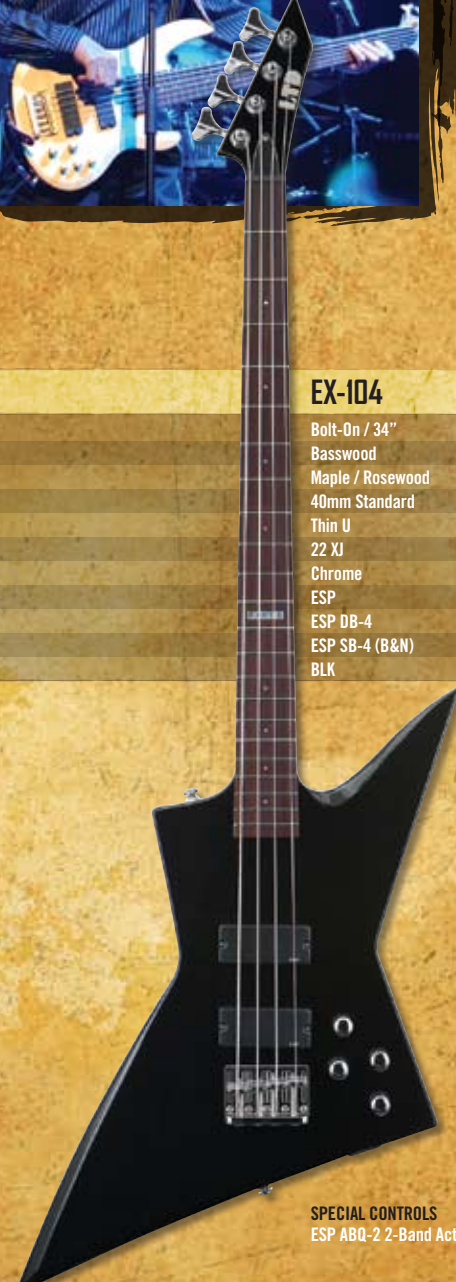 LTD
EX-104
Bolt-On / 34”
Basswood
Maple / Rosewood
40mm Standard
Thin U
22 XJ
Chrome
ESP
ESP DB-4
ESP SB-4 (B&N)
BLK
SPECIAL CONTROLS
ESP ABQ-2 2-Band Act